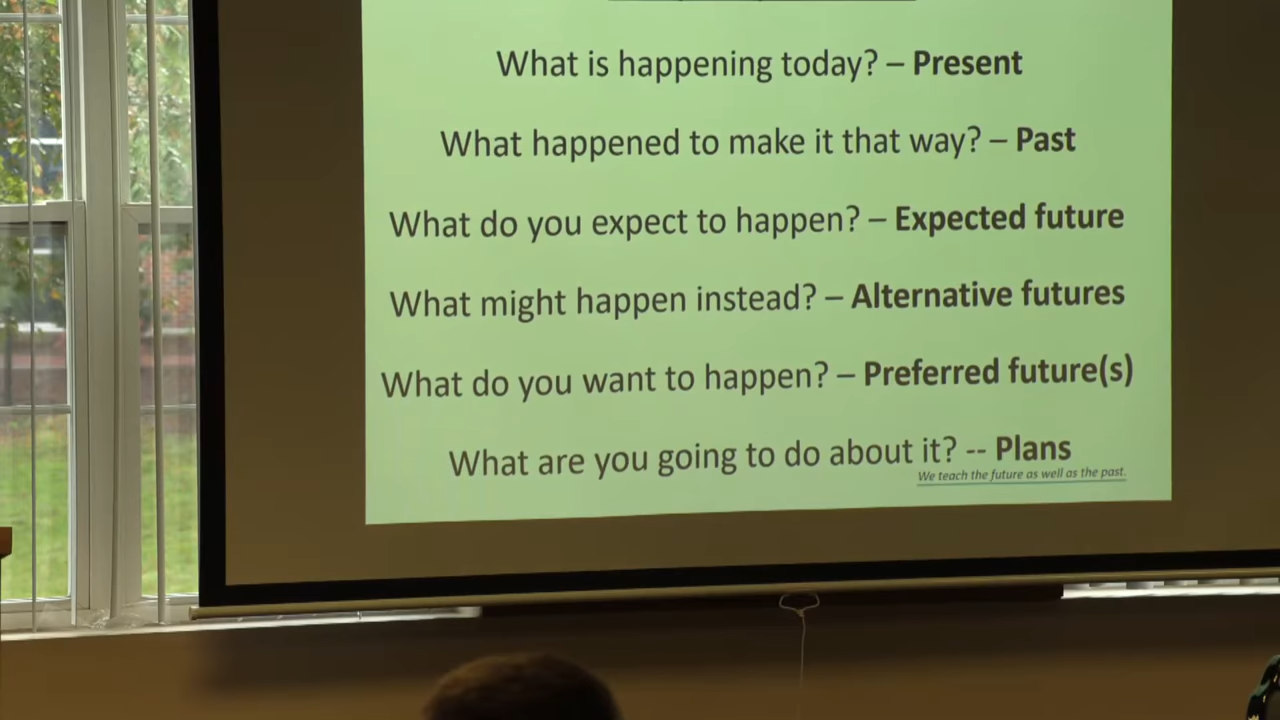 What is happening today? – Present
What happened to make it that way? – Past
What do you expect to happen? – Expected future
What might happen instead? – Alternative futures
What do you want to happen? – Preferred future(s)
What are you going to do about it? -- Plans
We teach the future as well as the past.